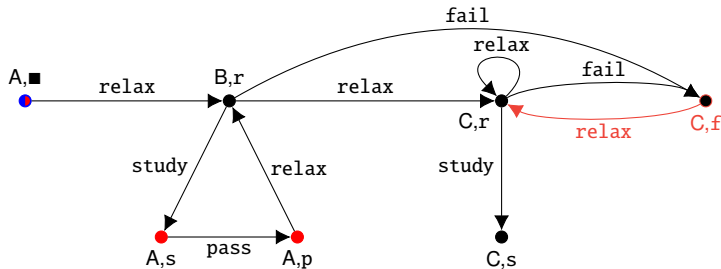 fail
relax
A,■
B,r
relax
relax
fail
C,r
C,f
relax
study
relax
study
pass
A,s
A,p
C,s